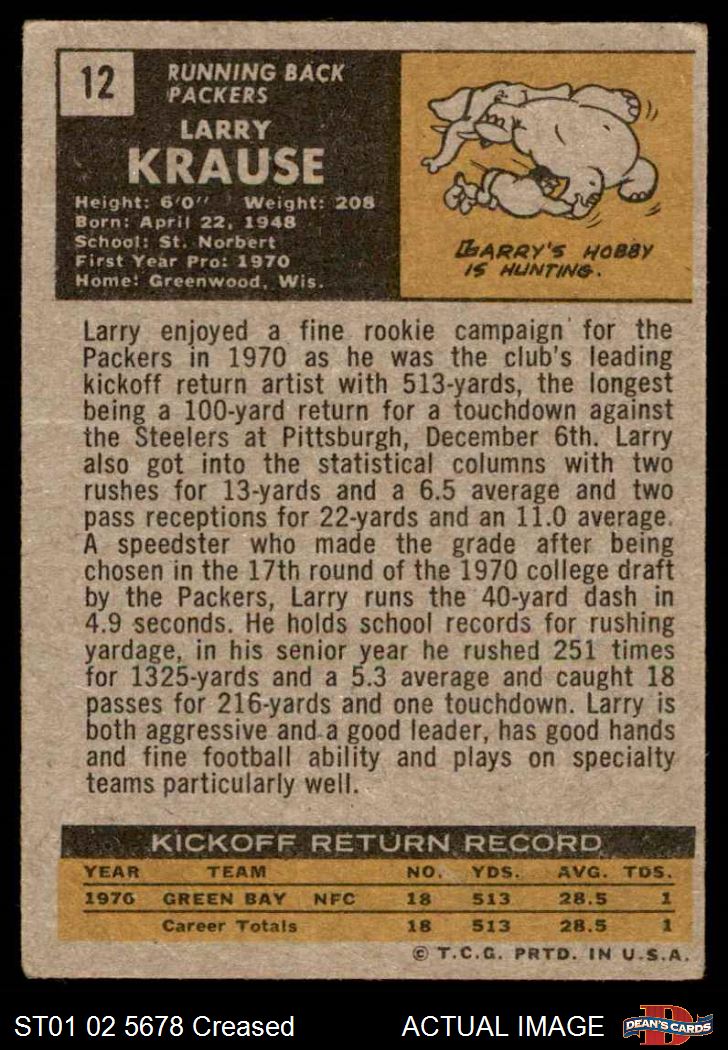 12
RUNNING BACK
PACKERS
LARRY
KRAUSE
Height: 6'0'' Weight: 208
Born: April 22, 1948
School: St. Norbert
First Year Pro: 1970
Home: Greenwood, Wis.
LARRY'S HOBBY
IS HUNTING.
Larry enjoyed a fine rookie campaign for the
Packers in 1970 as he was the club's leading
kickoff return artist with 513-yards, the longest
being a 100-yard return for a touchdown against
the Steelers at Pittsburgh, December 6th. Larry
also got into the statistical columns with two
rushes for 13-yards and a 6.5 average and two
pass receptions for 22-yards and an 11.0 average.
A speedster who made the grade after being
chosen in the 17th round of the 1970 college draft
by the Packers, Larry runs the 40-yard dash in
4.9 seconds. He holds school records for rushing
yardage, in his senior year he rushed 251 times
for 1325-yards and a 5.3 average and caught 18
passes for 216-yards and one touchdown. Larry is
both aggressive and a good leader, has good hands
and fine football ability and plays on specialty
teams particularly well.
KICKOFF RETURN RECORD
YEAR TEAM NO. YDS. AVG. TDS.
1970 GREEN BAY NFC 18 513 28.5 1
Career Totals 18 513 28.5 1
© T.C.G. PRTD. IN U.S.A.
ST01 02 5678 Creased ACTUAL IMAGE D DEAN'S CARDS